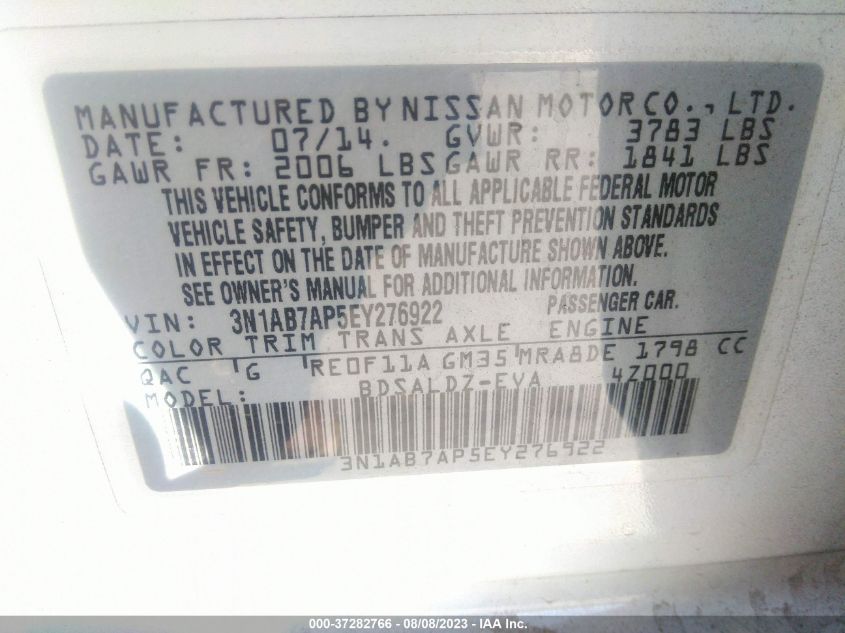 MANUFACTURED BY NISSAN MOTOR CO., LTD.
DATE: 07/14. GVWR: 3783 LBS
GAWR FR: 2006 LBS GAWR RR: 1841 LBS
THIS VEHICLE CONFORMS TO ALL APPLICABLE FEDERAL MOTOR
VEHICLE SAFETY, BUMPER AND THEFT PREVENTION STANDARDS
IN EFFECT ON THE DATE OF MANUFACTURE SHOWN ABOVE.
SEE OWNER'S MANUAL FOR ADDITIONAL INFORMATION.
VIN: 3N1AB7AP5EY276922 PASSENGER CAR.
COLOR TRIM TRANS AXLE ENGINE
QAC G RE0F11A GM35 MRA8DE 1798 CC
MODEL: BDSALDZ-EVA 4Z000
3N1AB7AP5EY276922
000-37282766 - 08/08/2023 - IAA Inc.